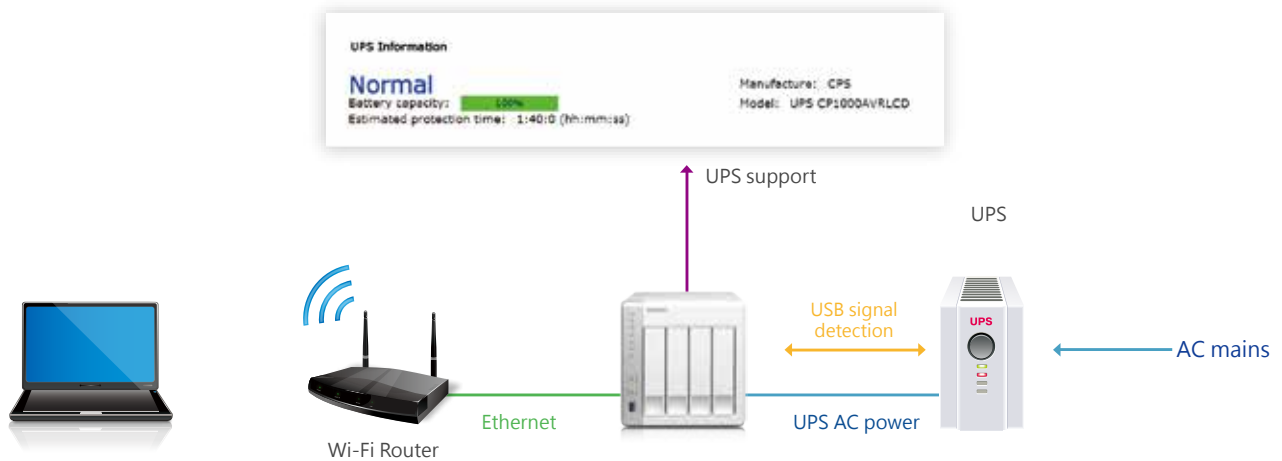 UPS Information
Normal
Battery capacity: 100%
Estimated protection time: 1:40:0 (hh:mm:ss)
Manufacture: CPS
Model: UPS CP1000AVRLCD
UPS support
UPS
USB signal
detection
UPS
AC mains
Ethernet
UPS AC power
Wi-Fi Router